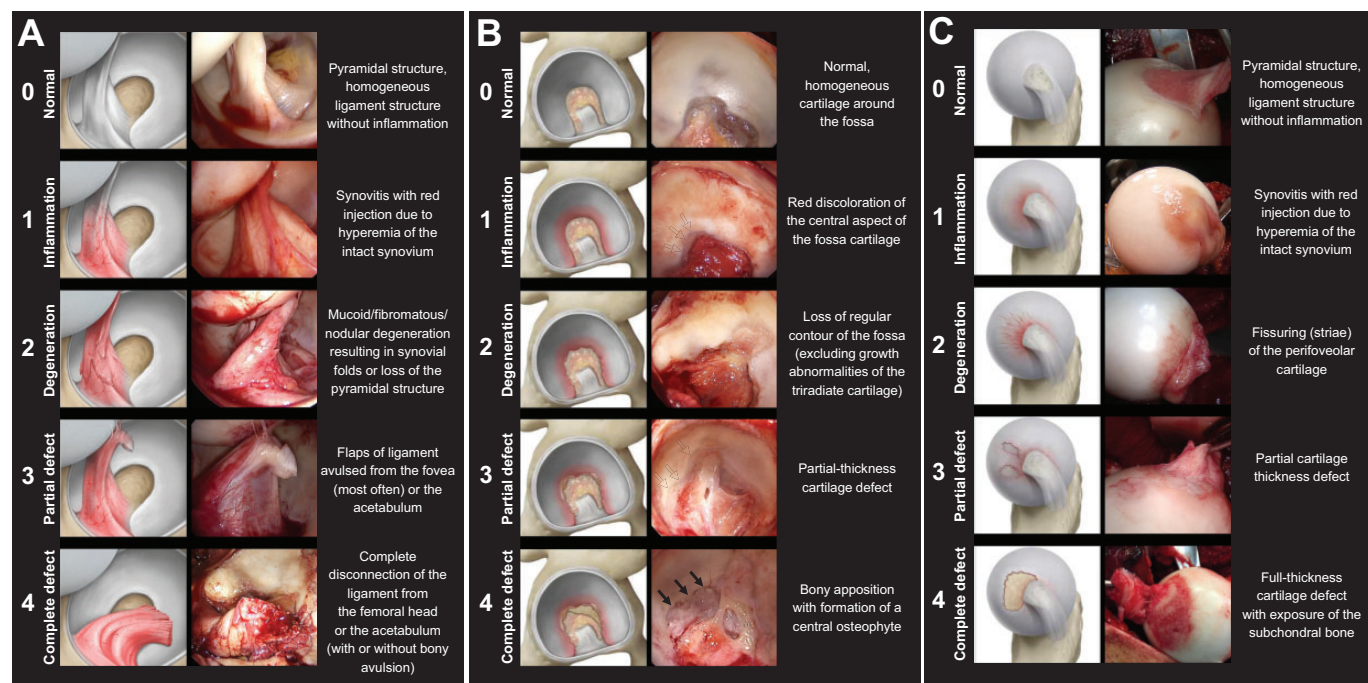 A
0
Normal
Pyramidal structure,
homogeneous
ligament structure
without inflammation
1
Inflammation
Synovitis with red
injection due to
hyperemia of the
intact synovium
2
Degeneration
Mucoid/fibromatous/
nodular degeneration
resulting in synovial
folds or loss of the
pyramidal structure
3
Partial defect
Flaps of ligament
avulsed from the fovea
(most often) or the
acetabulum
4
Complete defect
Complete
disconnection of the
ligament from
the femoral head
or the acetabulum
(with or without bony
avulsion)
B
0
Normal
Normal,
homogeneous
cartilage around
the fossa
1
Inflammation
Red discoloration of
the central aspect of
the fossa cartilage
2
Degeneration
Loss of regular
contour of the fossa
(excluding growth
abnormalities of the
triradiate cartilage)
3
Partial defect
Partial-thickness
cartilage defect
4
Complete defect
Bony apposition
with formation of a
central osteophyte
C
0
Normal
Pyramidal structure,
homogeneous
ligament structure
without inflammation
1
Inflammation
Synovitis with red
injection due to
hyperemia of the
intact synovium
2
Degeneration
Fissuring (striae)
of the perifoveolar
cartilage
3
Partial defect
Partial cartilage
thickness defect
4
Complete defect
Full-thickness
cartilage defect
with exposure of the
subchondral bone